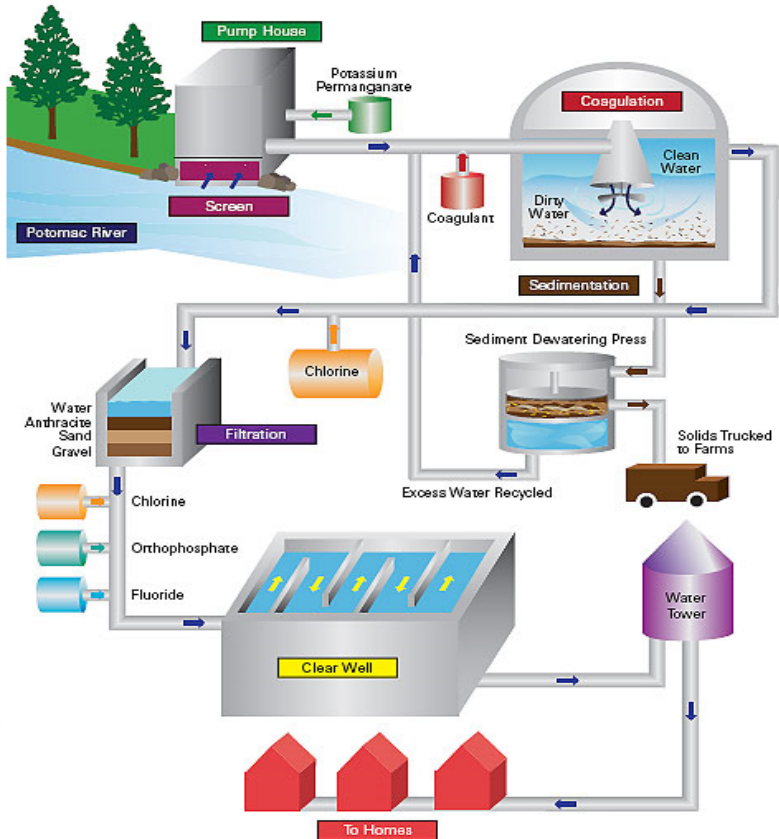 Pump House
Potassium
Permanganate
Coagulation
Clean
Water
Dirty
Water
Screen
Coagulant
Potomac River
Sedimentation
Sediment Dewatering Press
Chlorine
Water
Anthracite
Sand
Gravel
Filtration
Solids Trucked
to Farms
Excess Water Recycled
Chlorine
Orthophosphate
Fluoride
Water
Tower
Clear Well
To Homes